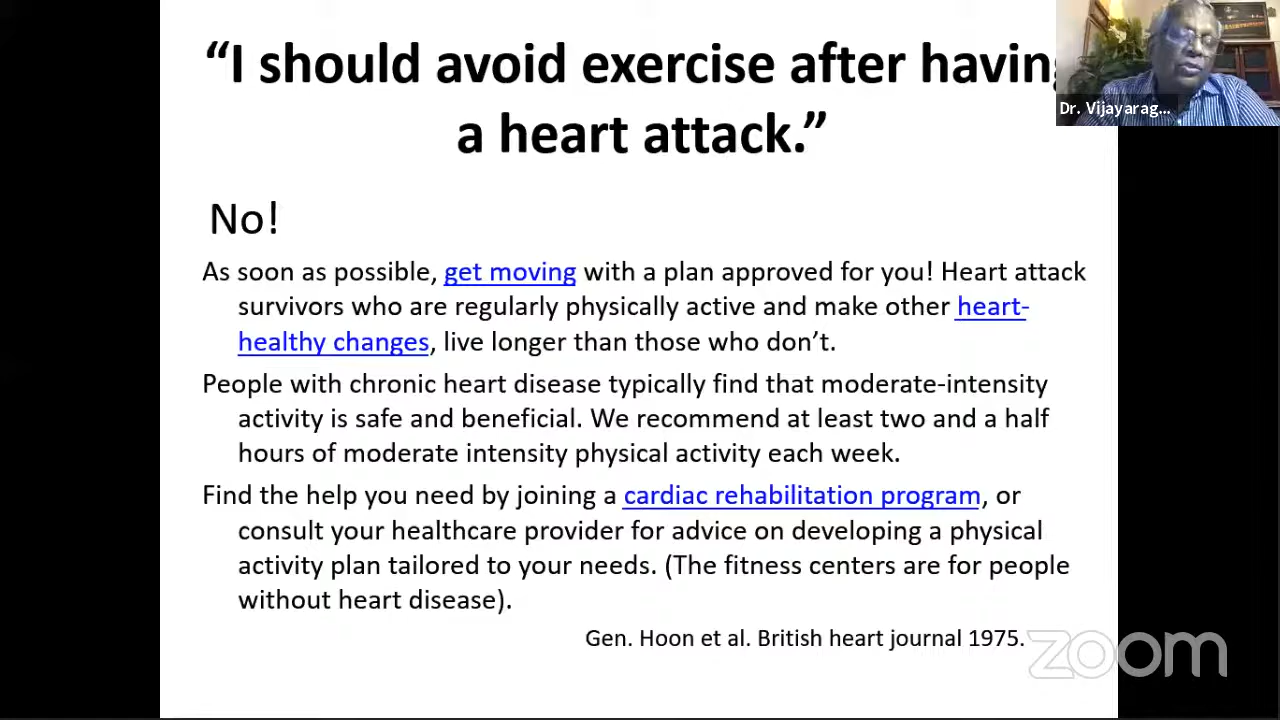 “I should avoid exercise after having
a heart attack.”
Dr. Vijayarag...
No!
As soon as possible, get moving with a plan approved for you! Heart attack
survivors who are regularly physically active and make other heart-
healthy changes, live longer than those who don’t.
People with chronic heart disease typically find that moderate-intensity
activity is safe and beneficial. We recommend at least two and a half
hours of moderate intensity physical activity each week.
Find the help you need by joining a cardiac rehabilitation program, or
consult your healthcare provider for advice on developing a physical
activity plan tailored to your needs. (The fitness centers are for people
without heart disease).
Gen. Hoon et al. British heart journal 1975.
zoom